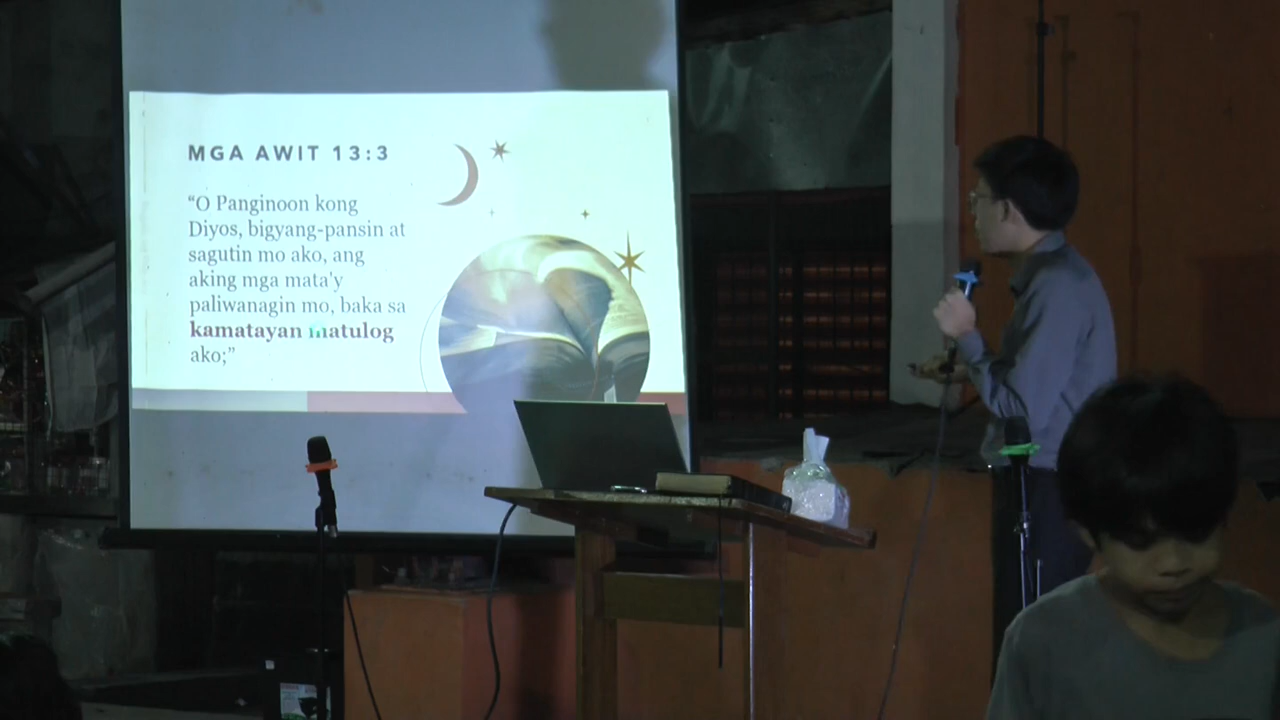 MGA AWIT 13:3
“O Panginoon kong
Diyos, bigyang-pansin at
sagutin mo ako, ang
aking mga mata'y
paliwanagin mo, baka sa
kamatayan matulog
ako;”